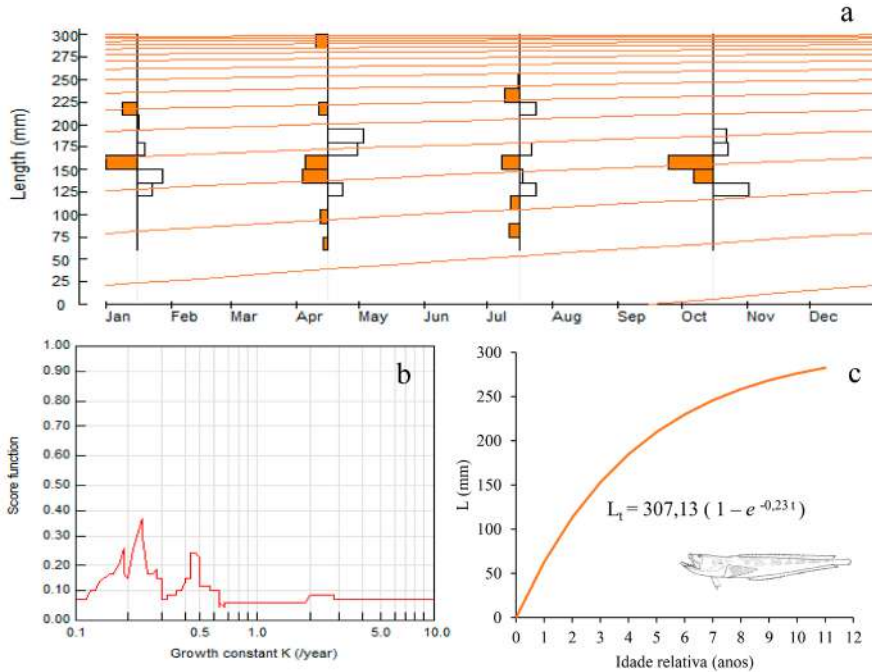 a
300
275
250
225
200
175
150
125
100
75
50
25
0
Length (mm)
Jan Feb Mar Apr May Jun Jul Aug Sep Oct Nov Dec
b
1.00
0.90
0.80
0.70
0.60
0.50
0.40
0.30
0.20
0.10
0.00
Score function
0.1 0.5 1.0 5.0 10.0
Growth constant K (/year)
c
300
250
200
150
100
50
0
L (mm)
Lₜ = 307,13 ( 1 – e ⁻⁰,²³ ᵗ)
0 1 2 3 4 5 6 7 8 9 10 11 12
Idade relativa (anos)